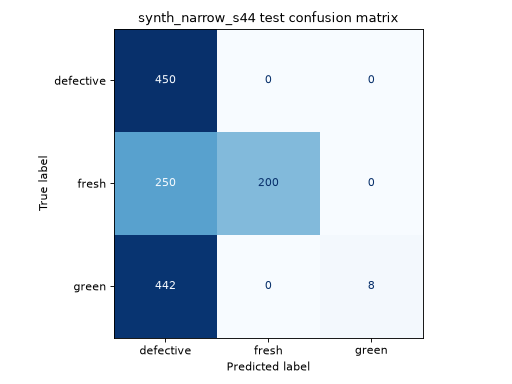 synth_narrow_s44 test confusion matrix
defective 450 0 0
fresh 250 200 0
green 442 0 8
True label
defective fresh green
Predicted label